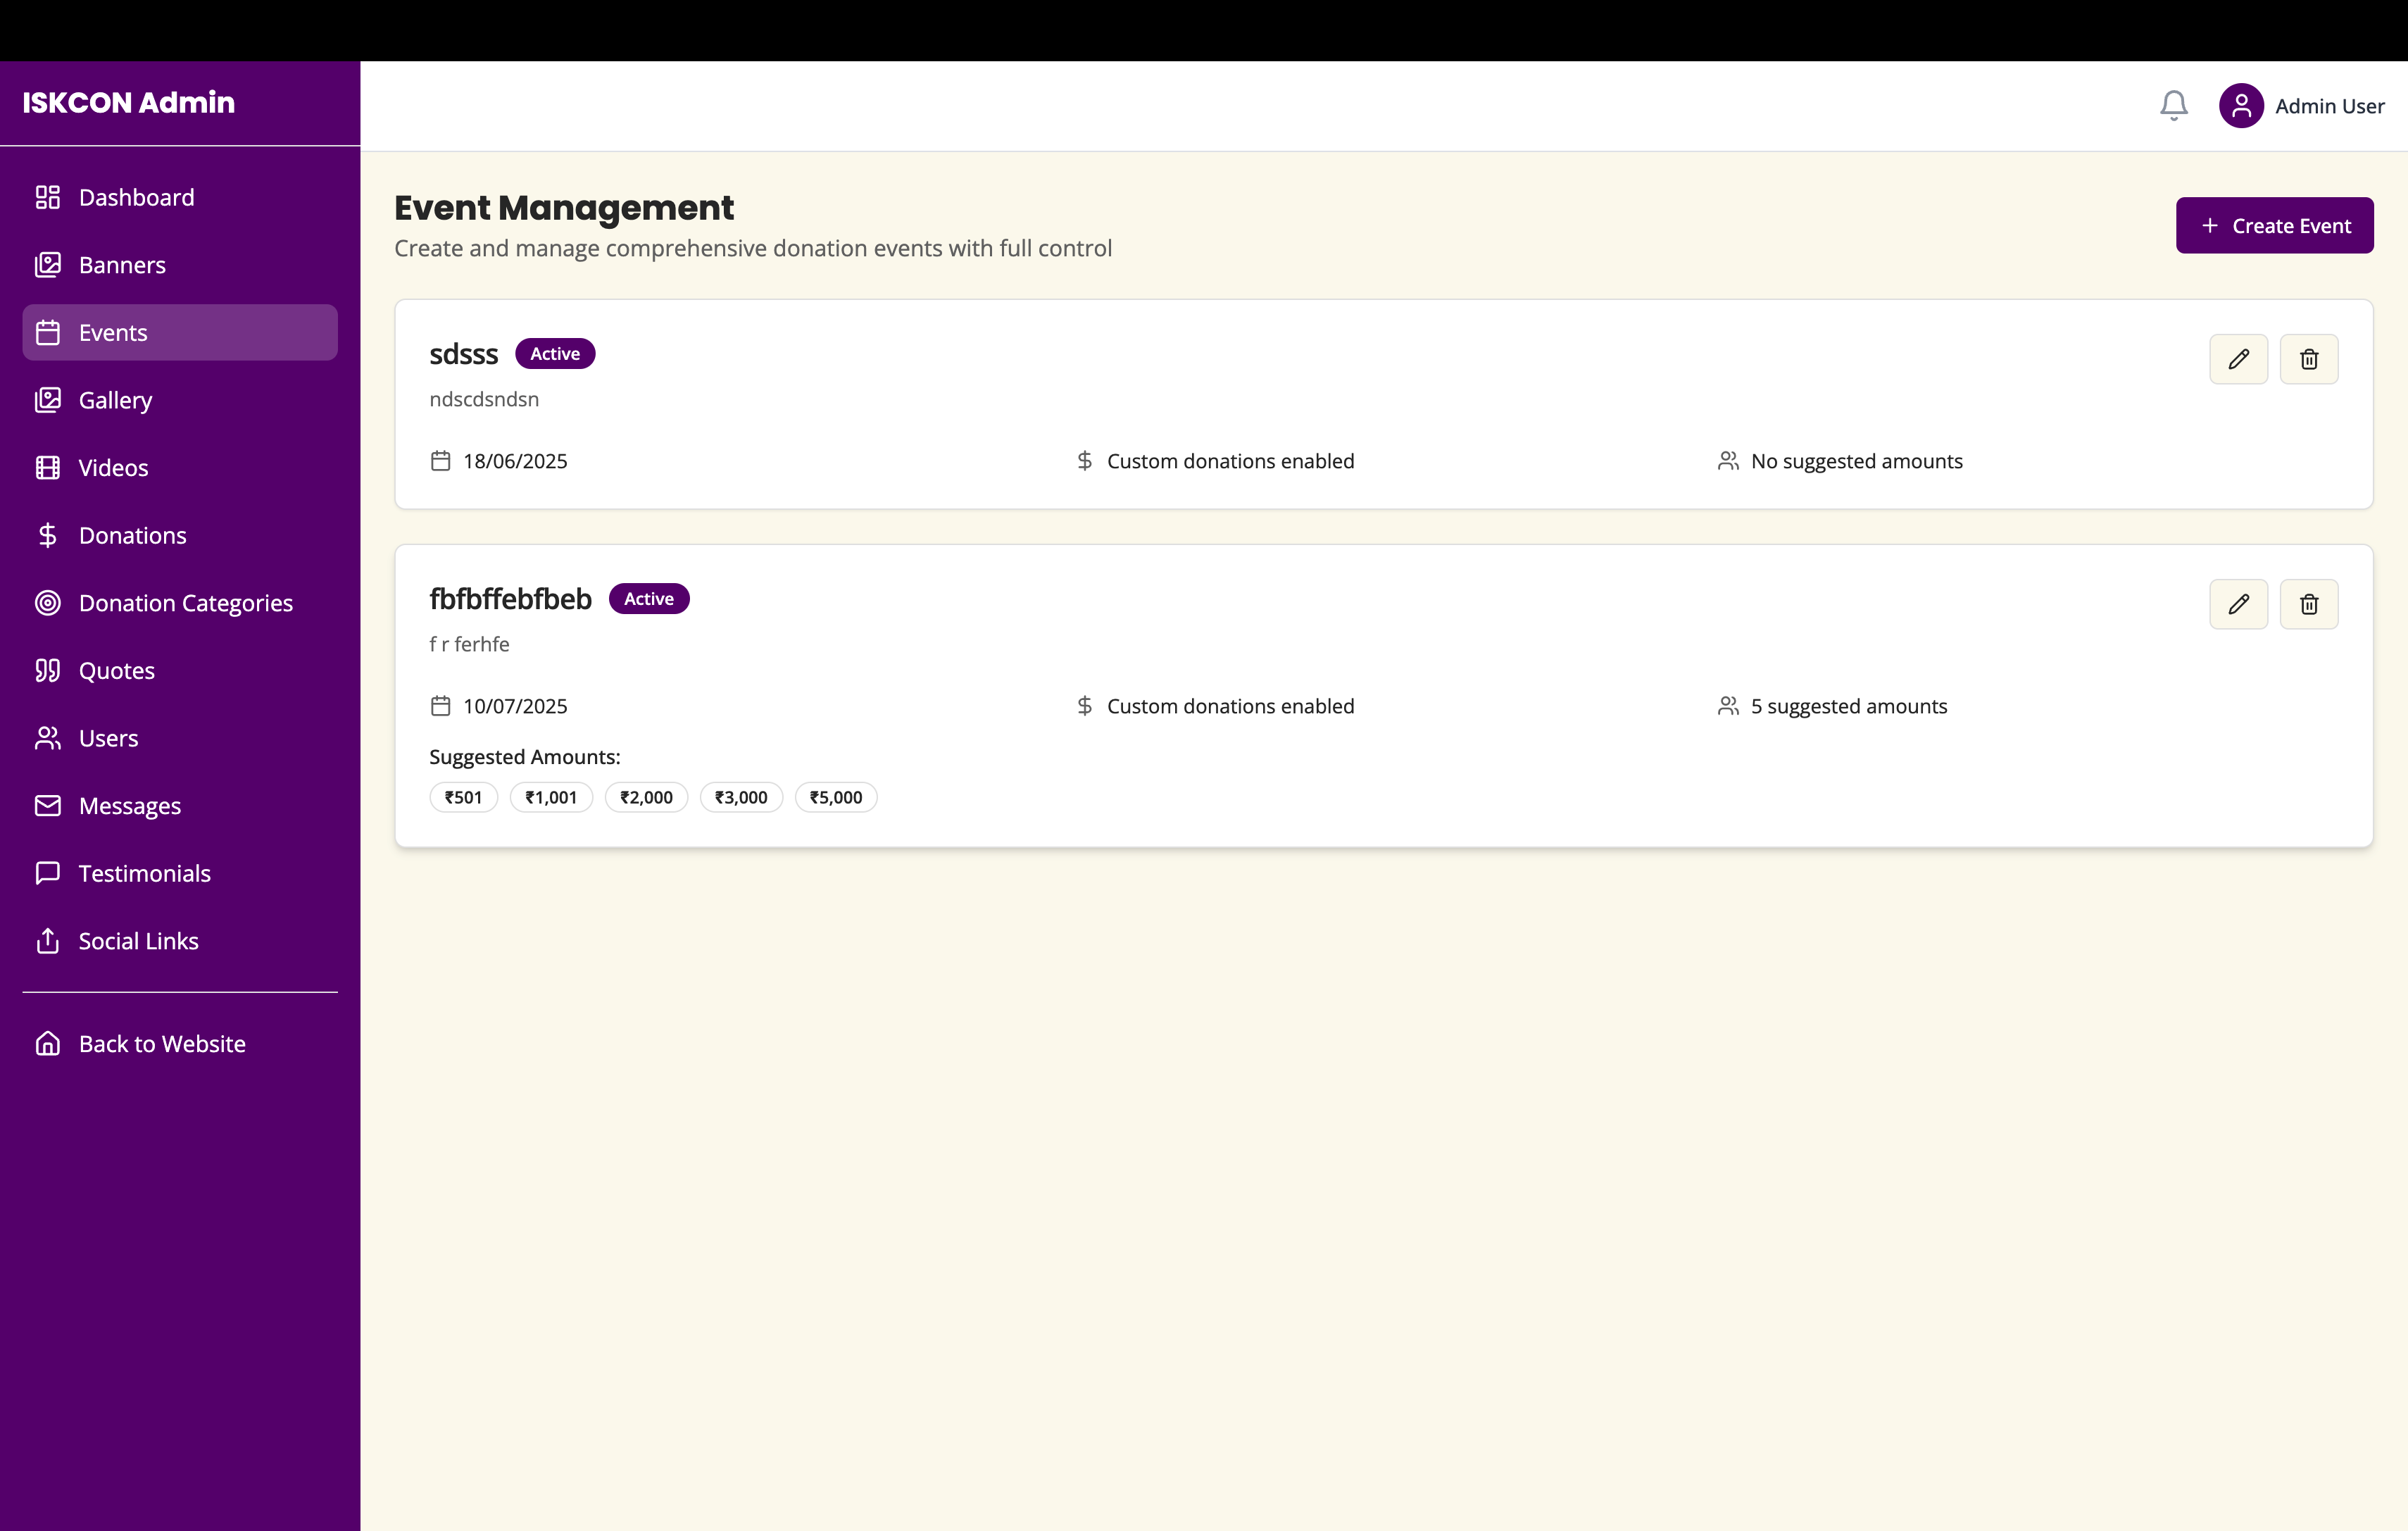 ISKCON Admin
Admin User
Dashboard
Banners
Events
Gallery
Videos
Donations
Donation Categories
Quotes
Users
Messages
Testimonials
Social Links
Back to Website
Event Management
Create and manage comprehensive donation events with full control
Create Event
sdsss Active
ndscdsndsn
18/06/2025 Custom donations enabled No suggested amounts
fbfbffebfbeb Active
f r ferhfe
10/07/2025 Custom donations enabled 5 suggested amounts
Suggested Amounts:
₹501 ₹1,001 ₹2,000 ₹3,000 ₹5,000